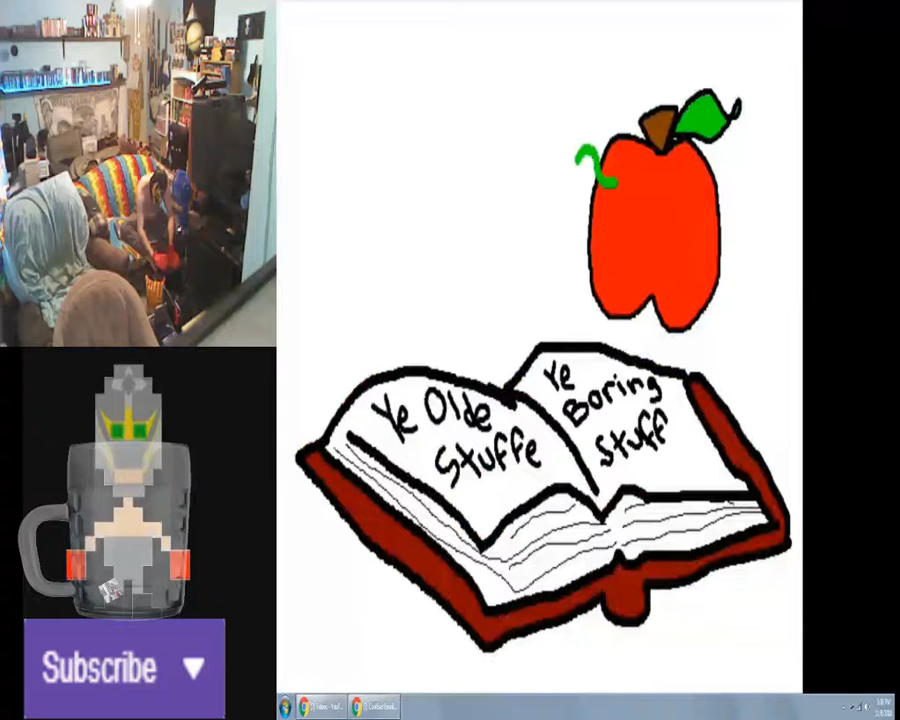 Ye Olde
Stuffe
Ye
Boring
Stuff
Subscribe